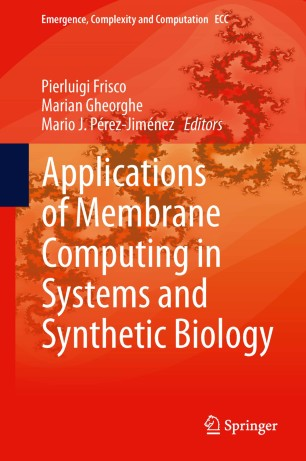 Emergence, Complexity and Computation ECC
Pierluigi Frisco
Marian Gheorghe
Mario J. Pérez-Jiménez Editors
Applications
of Membrane
Computing in
Systems and
Synthetic Biology
Springer